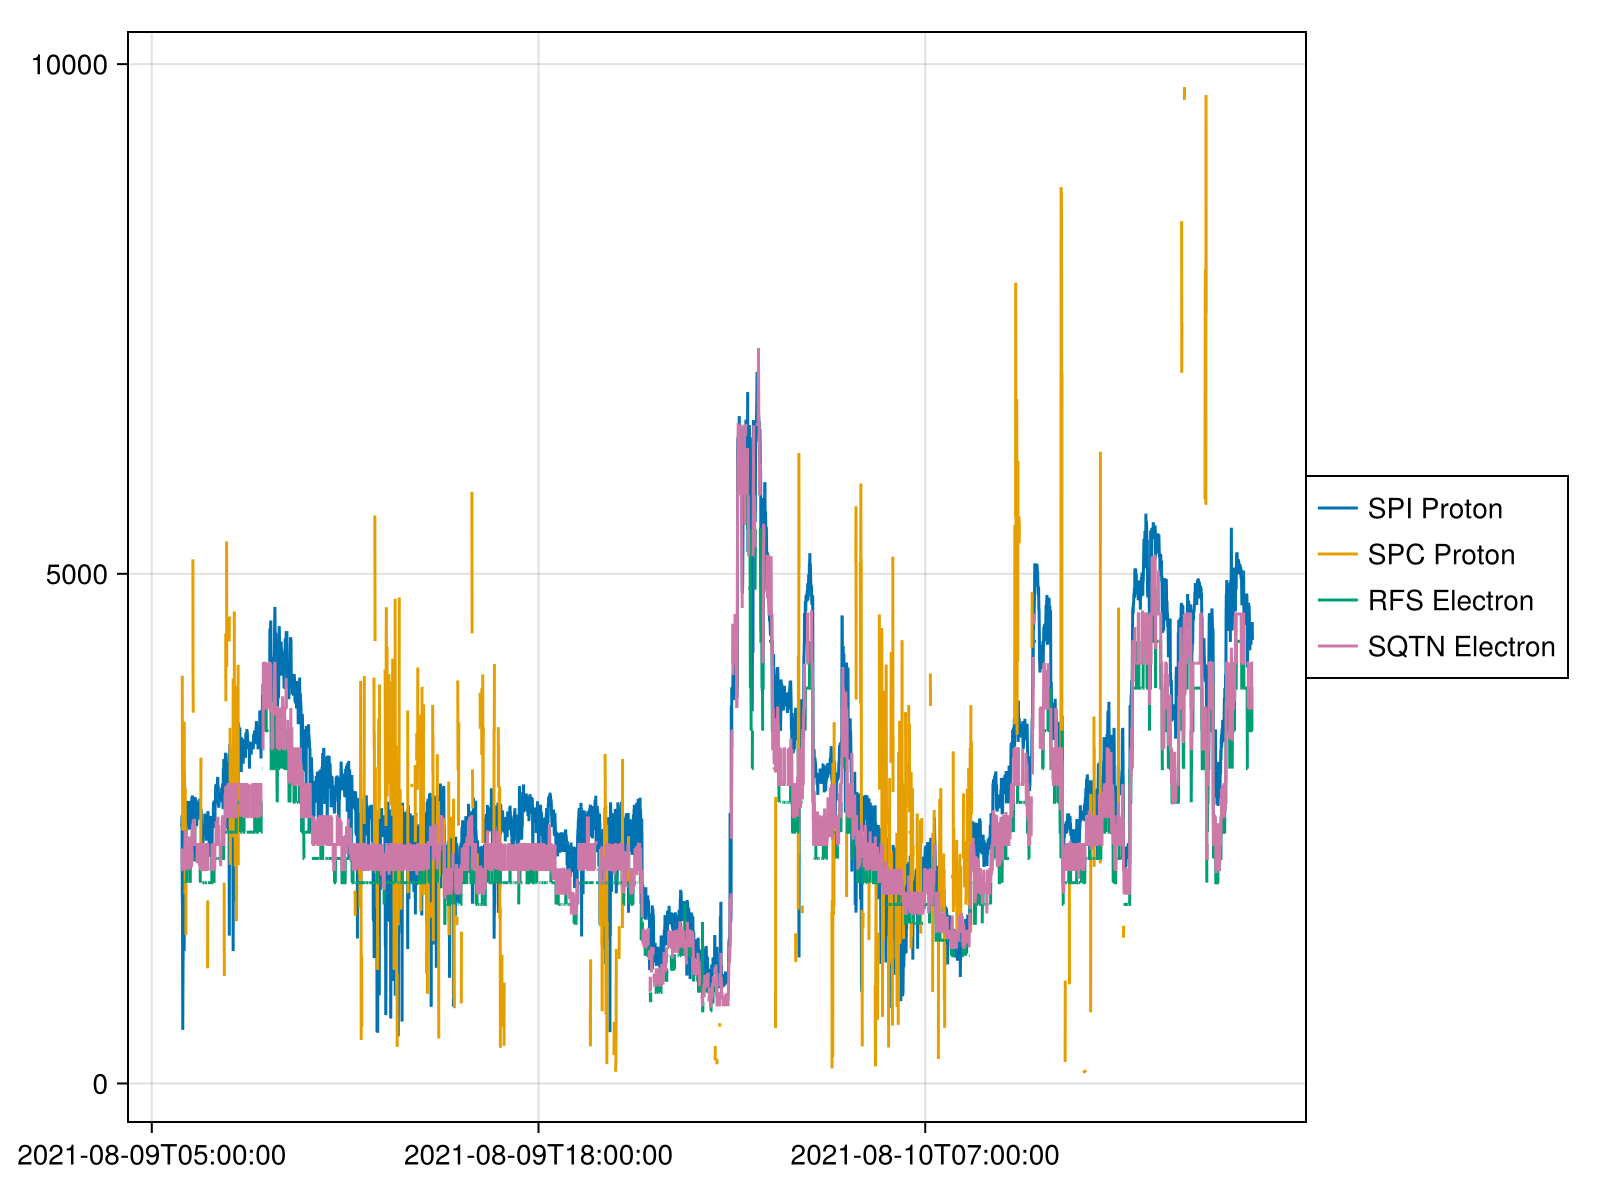 10000
5000
0
2021-08-09T05:00:00
2021-08-09T18:00:00
2021-08-10T07:00:00
SPI Proton
SPC Proton
RFS Electron
SQTN Electron